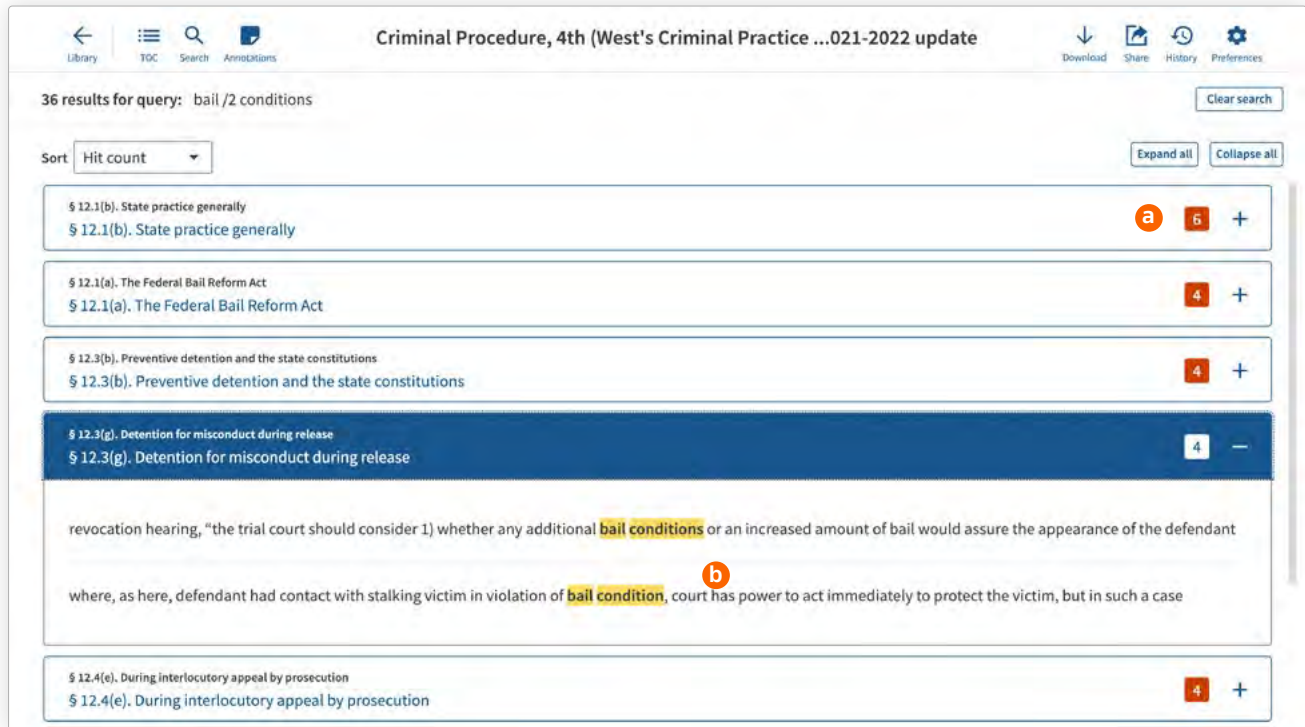 Library
TOC
Search
Annotations
Criminal Procedure, 4th (West's Criminal Practice ...021-2022 update
Download
Share
History
Preferences
36 results for query: bail /2 conditions
Clear search
Sort Hit count
Expand all
Collapse all
§ 12.1(b). State practice generally
§ 12.1(b). State practice generally
a 6 +
§ 12.1(a). The Federal Bail Reform Act
§ 12.1(a). The Federal Bail Reform Act
4 +
§ 12.3(b). Preventive detention and the state constitutions
§ 12.3(b). Preventive detention and the state constitutions
4 +
§ 12.3(g). Detention for misconduct during release
§ 12.3(g). Detention for misconduct during release
4 −
revocation hearing, “the trial court should consider 1) whether any additional bail conditions or an increased amount of bail would assure the appearance of the defendant
b
where, as here, defendant had contact with stalking victim in violation of bail condition, court has power to act immediately to protect the victim, but in such a case
§ 12.4(e). During interlocutory appeal by prosecution
§ 12.4(e). During interlocutory appeal by prosecution
4 +